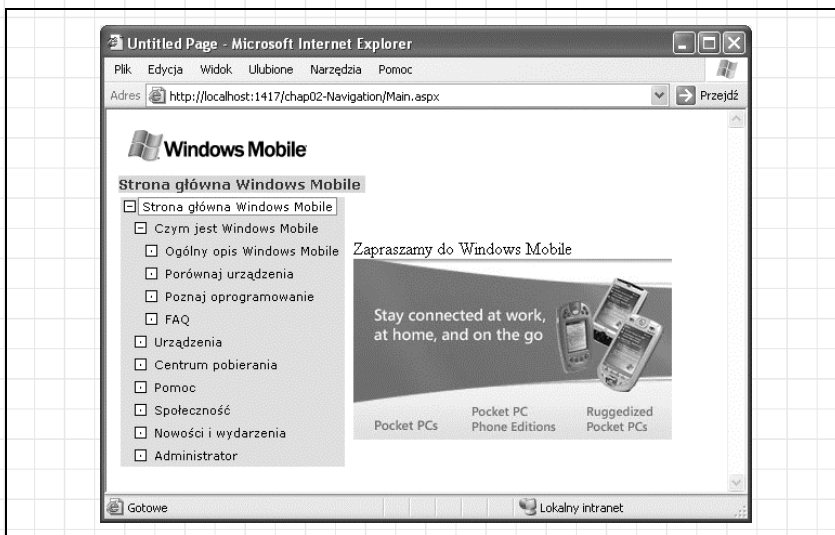 Untitled Page - Microsoft Internet Explorer
Plik Edycja Widok Ulubione Narzędzia Pomoc
Adres http://localhost:1417/chap02-Navigation/Main.aspx Przejdź
Windows Mobile
Strona główna Windows Mobile
Strona główna Windows Mobile
Czym jest Windows Mobile
Ogólny opis Windows Mobile
Porównaj urządzenia
Poznaj oprogramowanie
FAQ
Urządzenia
Centrum pobierania
Pomoc
Społeczność
Nowości i wydarzenia
Administrator
Zapraszamy do Windows Mobile
Stay connected at work,
at home, and on the go
Pocket PCs
Pocket PC
Phone Editions
Ruggedized
Pocket PCs
Gotowe Lokalny intranet